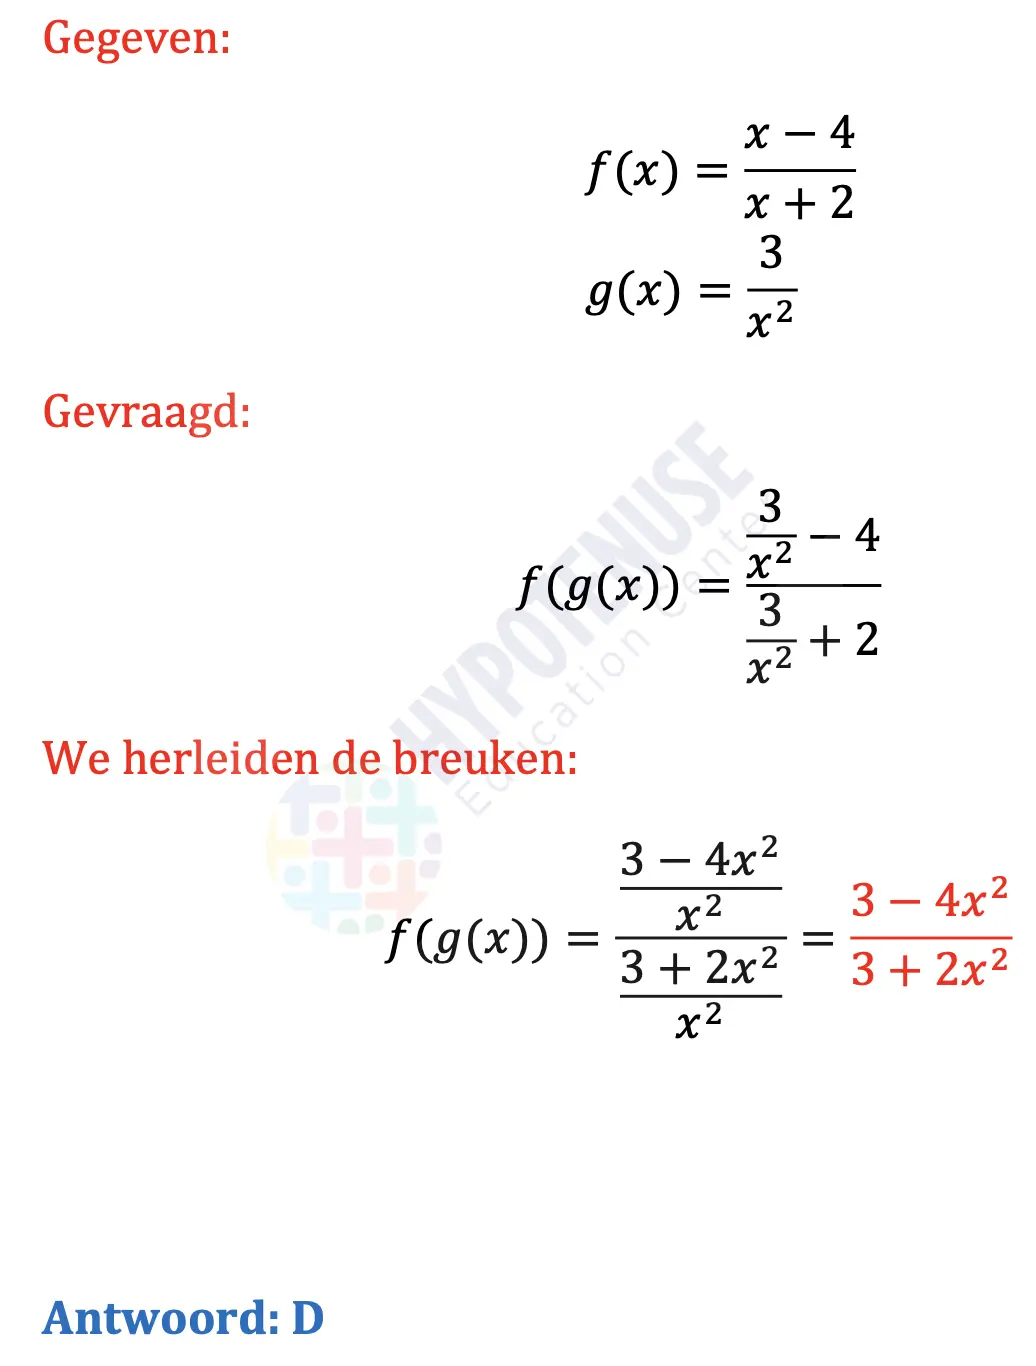 Gegeven:
f(x) = \frac{x − 4}{x + 2}
g(x) = \frac{3}{x^2}
Gevraagd:
f(g(x)) = \frac{\frac{3}{x^2} − 4}{\frac{3}{x^2} + 2}
We herleiden de breuken:
f(g(x)) = \frac{\frac{3 − 4x^2}{x^2}}{\frac{3 + 2x^2}{x^2}} = \frac{3 − 4x^2}{3 + 2x^2}
Antwoord: D
HYPOTENUSE
Education Center